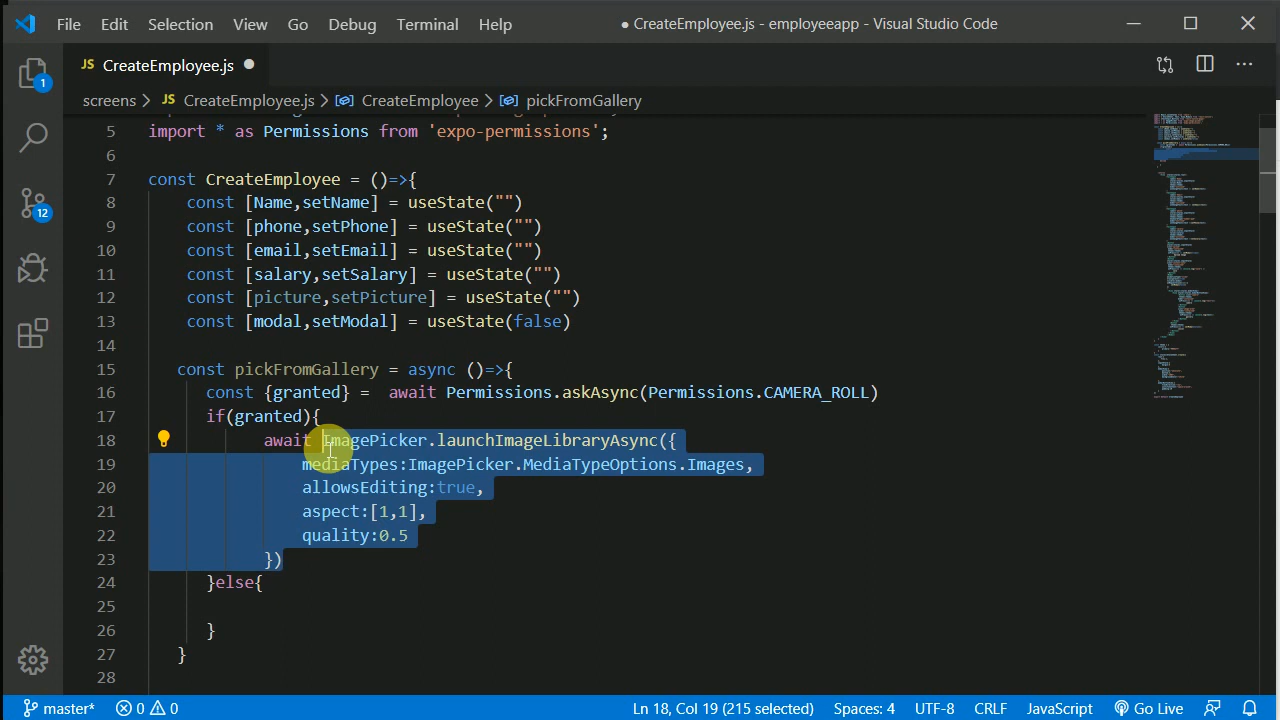 File Edit Selection View Go Debug Terminal Help ● CreateEmployee.js - employeeapp - Visual Studio Code
JS CreateEmployee.js ●
screens > JS CreateEmployee.js > CreateEmployee > pickFromGallery
5 import * as Permissions from 'expo-permissions';
6
7 const CreateEmployee = ()=>{
8 const [Name,setName] = useState("")
9 const [phone,setPhone] = useState("")
10 const [email,setEmail] = useState("")
11 const [salary,setSalary] = useState("")
12 const [picture,setPicture] = useState("")
13 const [modal,setModal] = useState(false)
14
15 const pickFromGallery = async ()=>{
16 const {granted} =  await Permissions.askAsync(Permissions.CAMERA_ROLL)
17 if(granted){
18 await ImagePicker.launchImageLibraryAsync({
19 mediaTypes:ImagePicker.MediaTypeOptions.Images,
20 allowsEditing:true,
21 aspect:[1,1],
22 quality:0.5
23 })
24 }else{
25
26 }
27 }
28
1
12
master* 0 0 Ln 18, Col 19 (215 selected) Spaces: 4 UTF-8 CRLF JavaScript Go Live